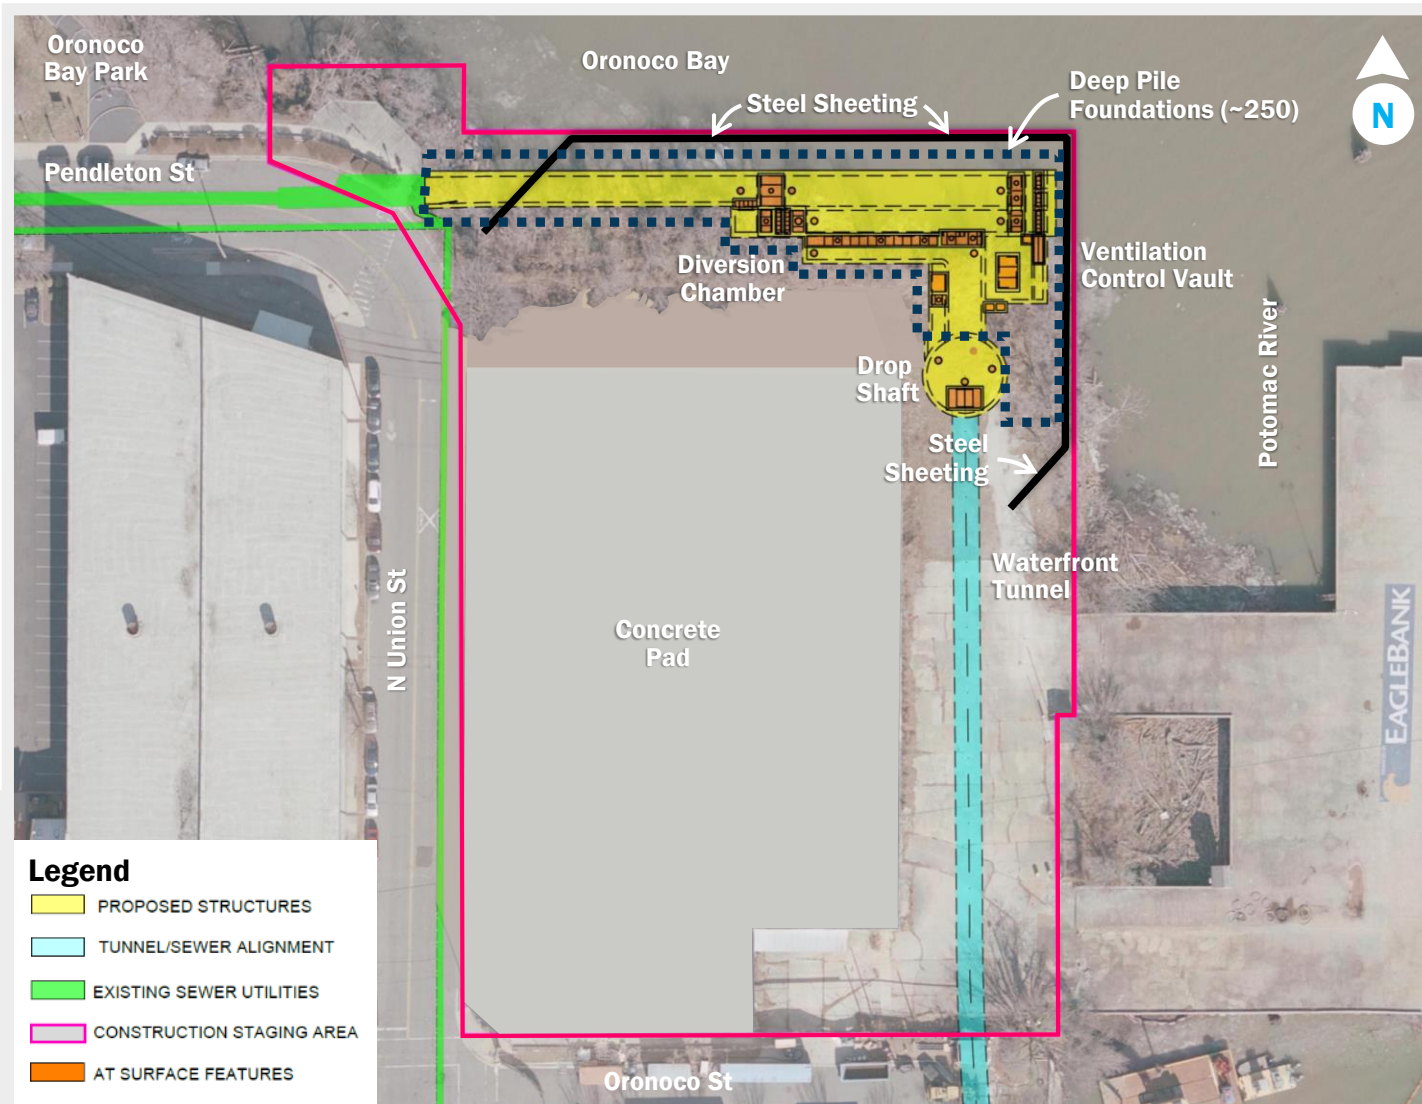 Oronoco
Bay Park
Oronoco Bay
Steel Sheeting
Deep Pile
Foundations (~250)
N
Pendleton St
Diversion
Chamber
Ventilation
Control Vault
Potomac River
Drop
Shaft
Steel
Sheeting
Waterfront
Tunnel
N Union St
Concrete
Pad
EAGLEBANK
Legend
PROPOSED STRUCTURES
TUNNEL/SEWER ALIGNMENT
EXISTING SEWER UTILITIES
CONSTRUCTION STAGING AREA
AT SURFACE FEATURES
Oronoco St